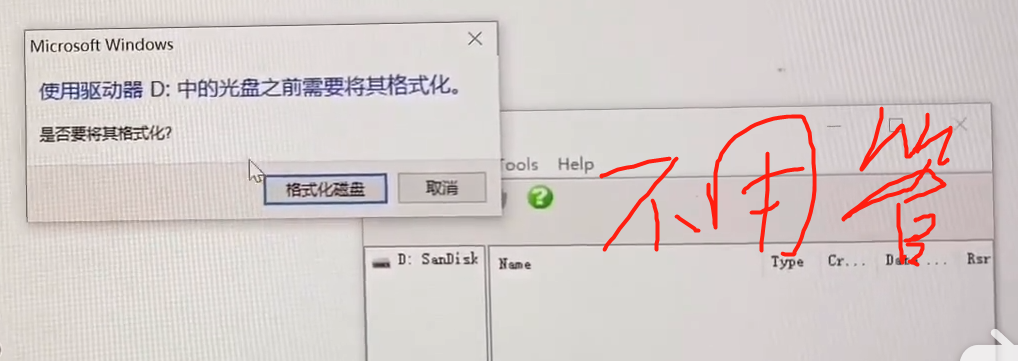 Microsoft Windows
使用驱动器 D: 中的光盘之前需要将其格式化。
是否要将其格式化?
格式化磁盘
取消
Tools Help
不用管
D: SanDisk
Name Type Cr... Data ... Rsr